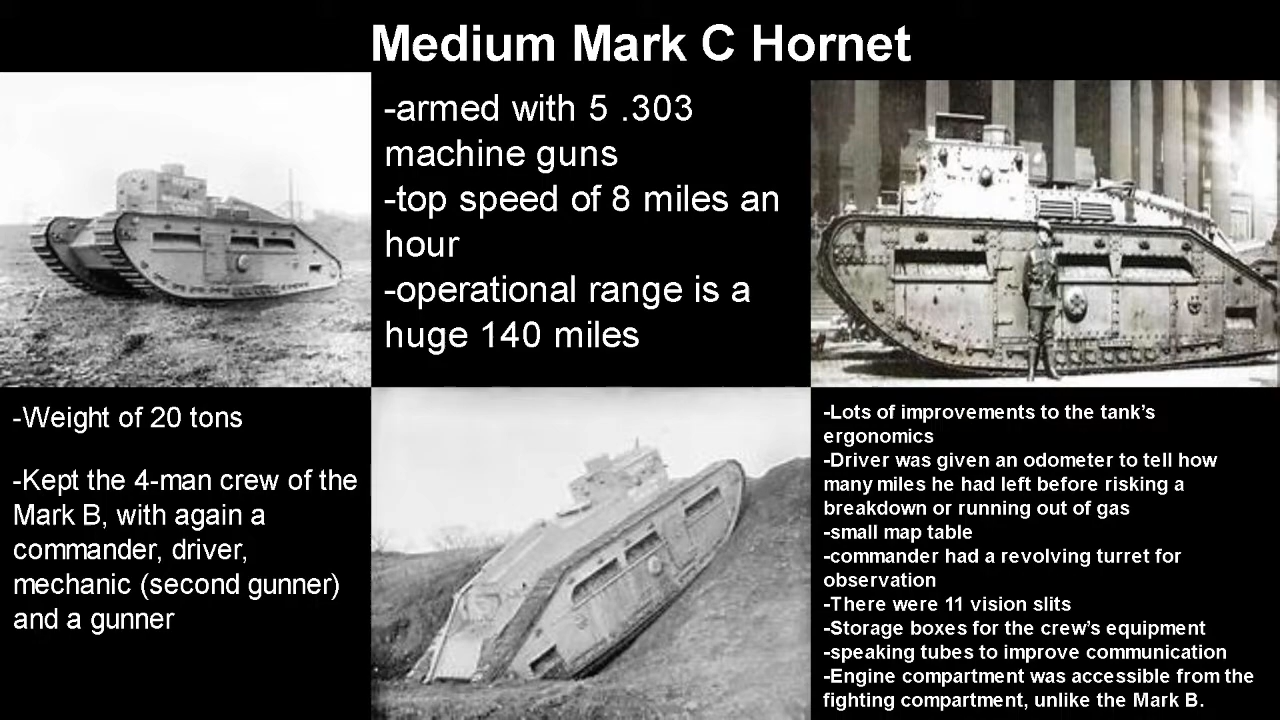 Medium Mark C Hornet
-armed with 5 .303
machine guns
-top speed of 8 miles an
hour
-operational range is a
huge 140 miles
-Weight of 20 tons
-Kept the 4-man crew of the
Mark B, with again a
commander, driver,
mechanic (second gunner)
and a gunner
-Lots of improvements to the tank’s
ergonomics
-Driver was given an odometer to tell how
many miles he had left before risking a
breakdown or running out of gas
-small map table
-commander had a revolving turret for
observation
-There were 11 vision slits
-Storage boxes for the crew’s equipment
-speaking tubes to improve communication
-Engine compartment was accessible from the
fighting compartment, unlike the Mark B.